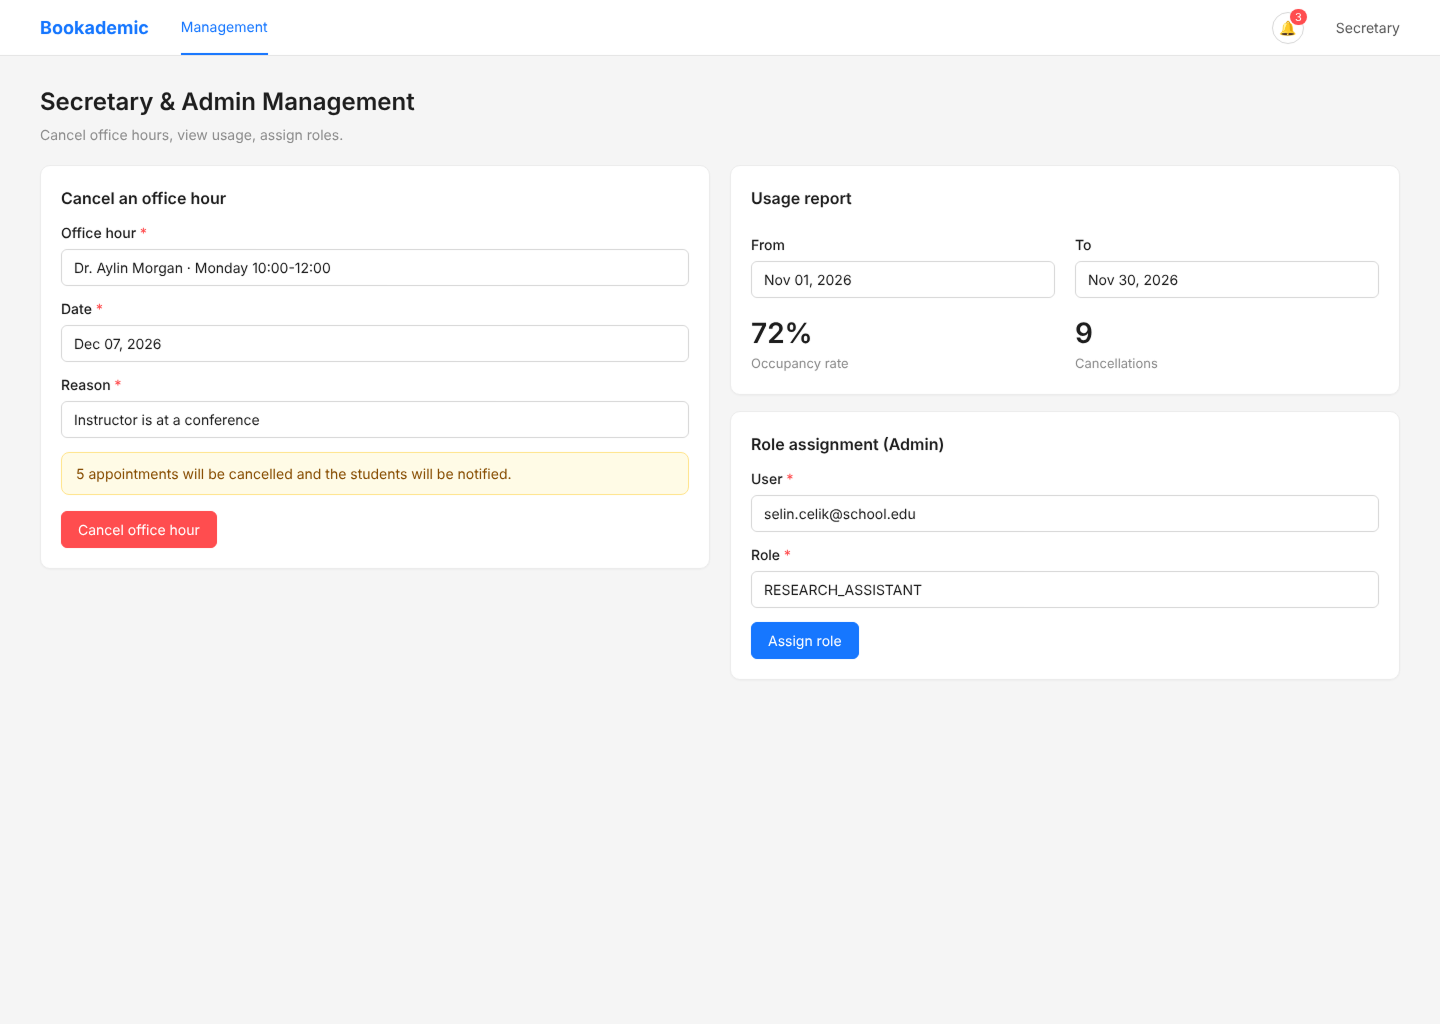 Bookademic
Management
3
Secretary
Secretary & Admin Management
Cancel office hours, view usage, assign roles.
Cancel an office hour
Office hour *
Dr. Aylin Morgan · Monday 10:00-12:00
Date *
Dec 07, 2026
Reason *
Instructor is at a conference
5 appointments will be cancelled and the students will be notified.
Cancel office hour
Usage report
From
To
Nov 01, 2026
Nov 30, 2026
72%
9
Occupancy rate
Cancellations
Role assignment (Admin)
User *
selin.celik@school.edu
Role *
RESEARCH_ASSISTANT
Assign role